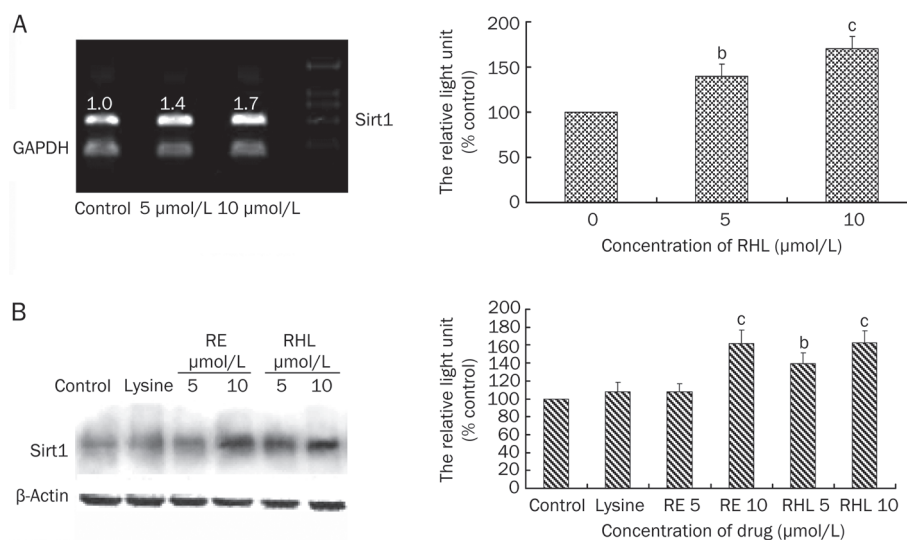 A
1.0 1.4 1.7
Sirt1
GAPDH
Control 5 µmol/L 10 µmol/L
The relative light unit
(% control)
200
150
100
50
0
b
c
0 5 10
Concentration of RHL (µmol/L)
B
RE RHL
µmol/L µmol/L
Control Lysine 5 10 5 10
Sirt1
β-Actin
The relative light unit
(% control)
200
180
160
140
120
100
80
60
40
20
0
c
b
c
Control Lysine RE 5 RE 10 RHL 5 RHL 10
Concentration of drug (µmol/L)